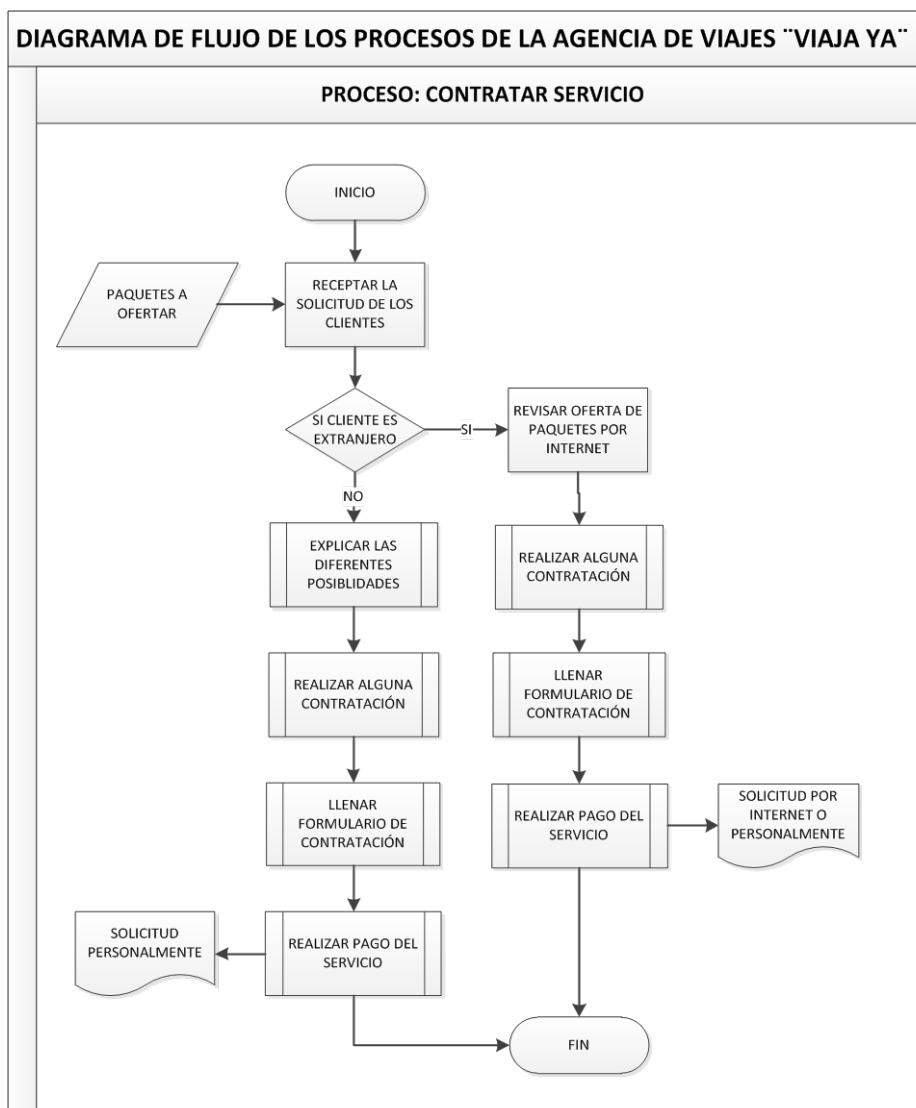 DIAGRAMA DE FLUJO DE LOS PROCESOS DE LA AGENCIA DE VIAJES ¨VIAJA YA¨
PROCESO: CONTRATAR SERVICIO
INICIO
PAQUETES A
OFERTAR
RECEPTAR LA
SOLICITUD DE LOS
CLIENTES
SI CLIENTE ES
EXTRANJERO
SI
REVISAR OFERTA DE
PAQUETES POR
INTERNET
NO
EXPLICAR LAS
DIFERENTES
POSIBLIDADES
REALIZAR ALGUNA
CONTRATACIÓN
REALIZAR ALGUNA
CONTRATACIÓN
LLENAR
FORMULARIO DE
CONTRATACIÓN
LLENAR
FORMULARIO DE
CONTRATACIÓN
REALIZAR PAGO DEL
SERVICIO
SOLICITUD POR
INTERNET O
PERSONALMENTE
SOLICITUD
PERSONALMENTE
REALIZAR PAGO DEL
SERVICIO
FIN